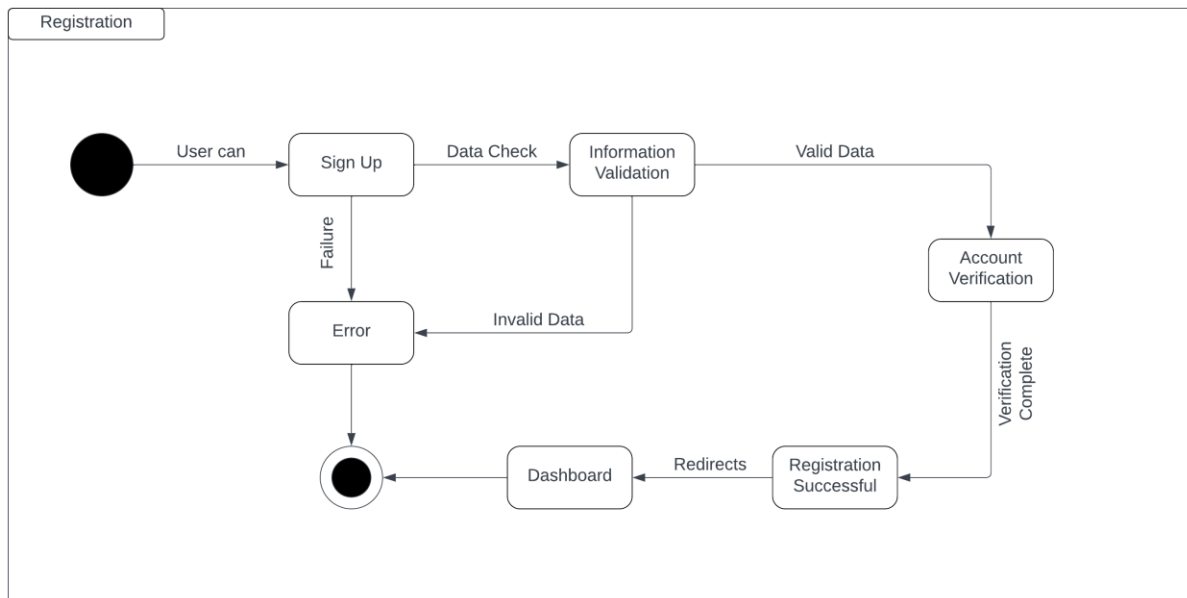 Registration
User can
Sign Up
Data Check
Information
Validation
Valid Data
Failure
Account
Verification
Error
Invalid Data
Verification
Complete
Dashboard
Redirects
Registration
Successful